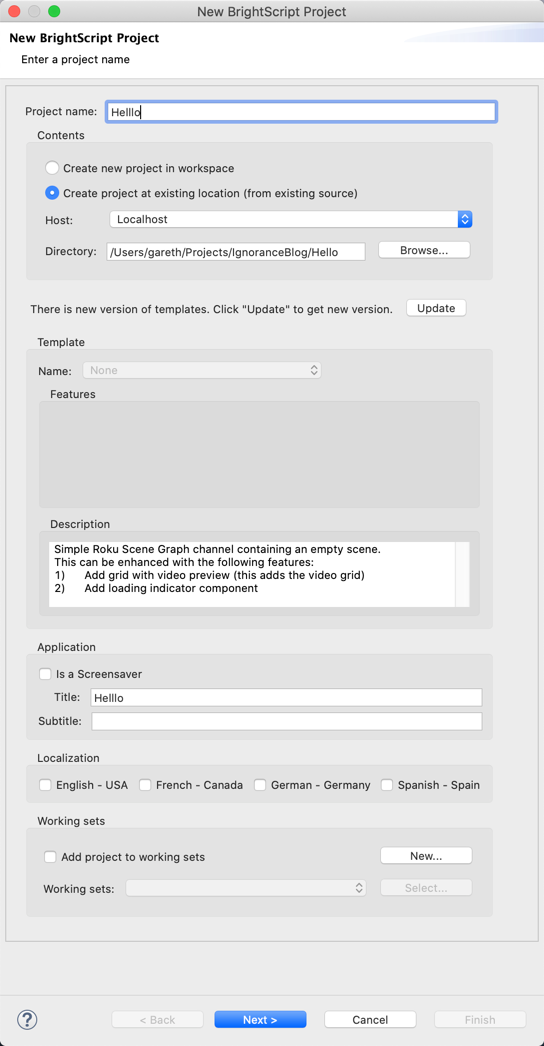 New BrightScript Project
New BrightScript Project
Enter a project name
Project name: Helllo
Contents
Create new project in workspace
Create project at existing location (from existing source)
Host: Localhost
Directory: /Users/gareth/Projects/IgnoranceBlog/Hello Browse...
There is new version of templates. Click "Update" to get new version. Update
Template
Name: None
Features
Description
Simple Roku Scene Graph channel containing an empty scene.
This can be enhanced with the following features:
1) Add grid with video preview (this adds the video grid)
2) Add loading indicator component
Application
Is a Screensaver
Title: Helllo
Subtitle:
Localization
English - USA French - Canada German - Germany Spanish - Spain
Working sets
Add project to working sets New...
Working sets: Select...
? < Back Next > Cancel Finish